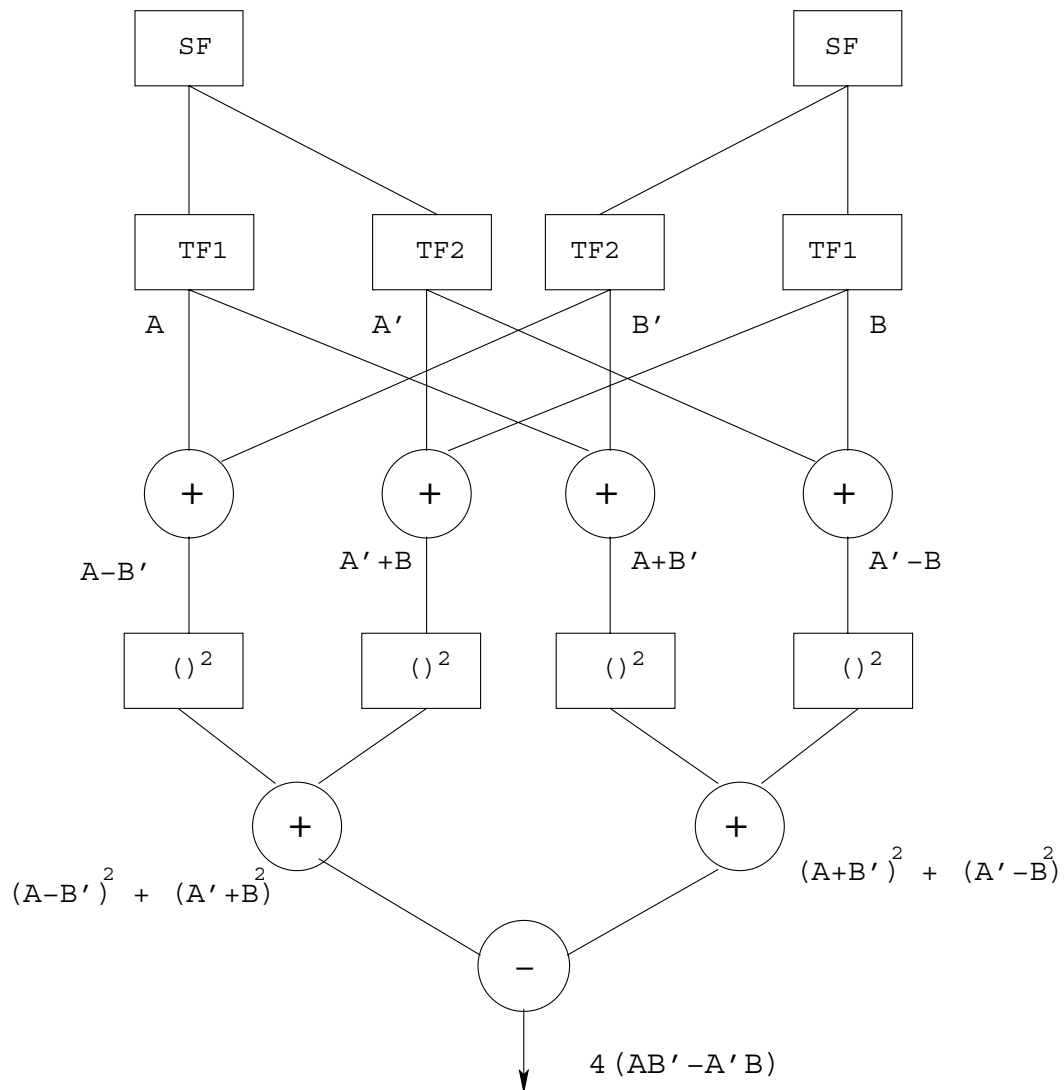 SF SF
TF1 TF2 TF2 TF1
A A′ B′ B
+ + + +
A−B′ A′+B A+B′ A′−B
()² ()² ()² ()²
+ +
(A−B′)² + (A′+B)² (A+B′)² + (A′−B)²
−
4(AB′−A′B)